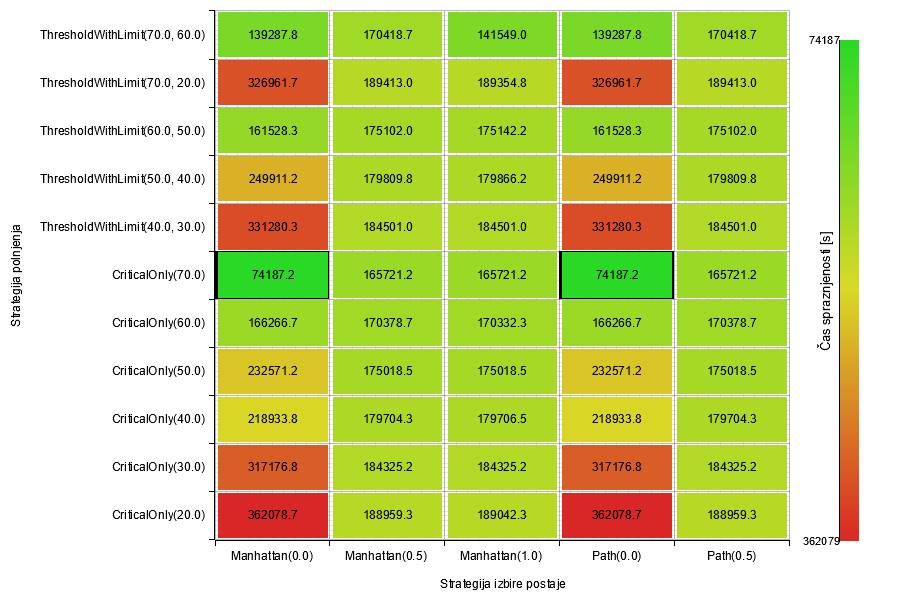 ThresholdWithLimit(70.0, 60.0) 139287.8 170418.7 141549.0 139287.8 170418.7
74187
ThresholdWithLimit(70.0, 20.0) 326961.7 189413.0 189354.8 326961.7 189413.0
ThresholdWithLimit(60.0, 50.0) 161528.3 175102.0 175142.2 161528.3 175102.0
ThresholdWithLimit(50.0, 40.0) 249911.2 179809.8 179866.2 249911.2 179809.8
ThresholdWithLimit(40.0, 30.0) 331280.3 184501.0 184501.0 331280.3 184501.0
Strategija polnjenja
CriticalOnly(70.0) 74187.2 165721.2 165721.2 74187.2 165721.2
Čas spraznjenosti [s]
CriticalOnly(60.0) 166266.7 170378.7 170332.3 166266.7 170378.7
CriticalOnly(50.0) 232571.2 175018.5 175018.5 232571.2 175018.5
CriticalOnly(40.0) 218933.8 179704.3 179706.5 218933.8 179704.3
CriticalOnly(30.0) 317176.8 184325.2 184325.2 317176.8 184325.2
CriticalOnly(20.0) 362078.7 188959.3 189042.3 362078.7 188959.3
362079
Manhattan(0.0) Manhattan(0.5) Manhattan(1.0) Path(0.0) Path(0.5)
Strategija izbire postaje